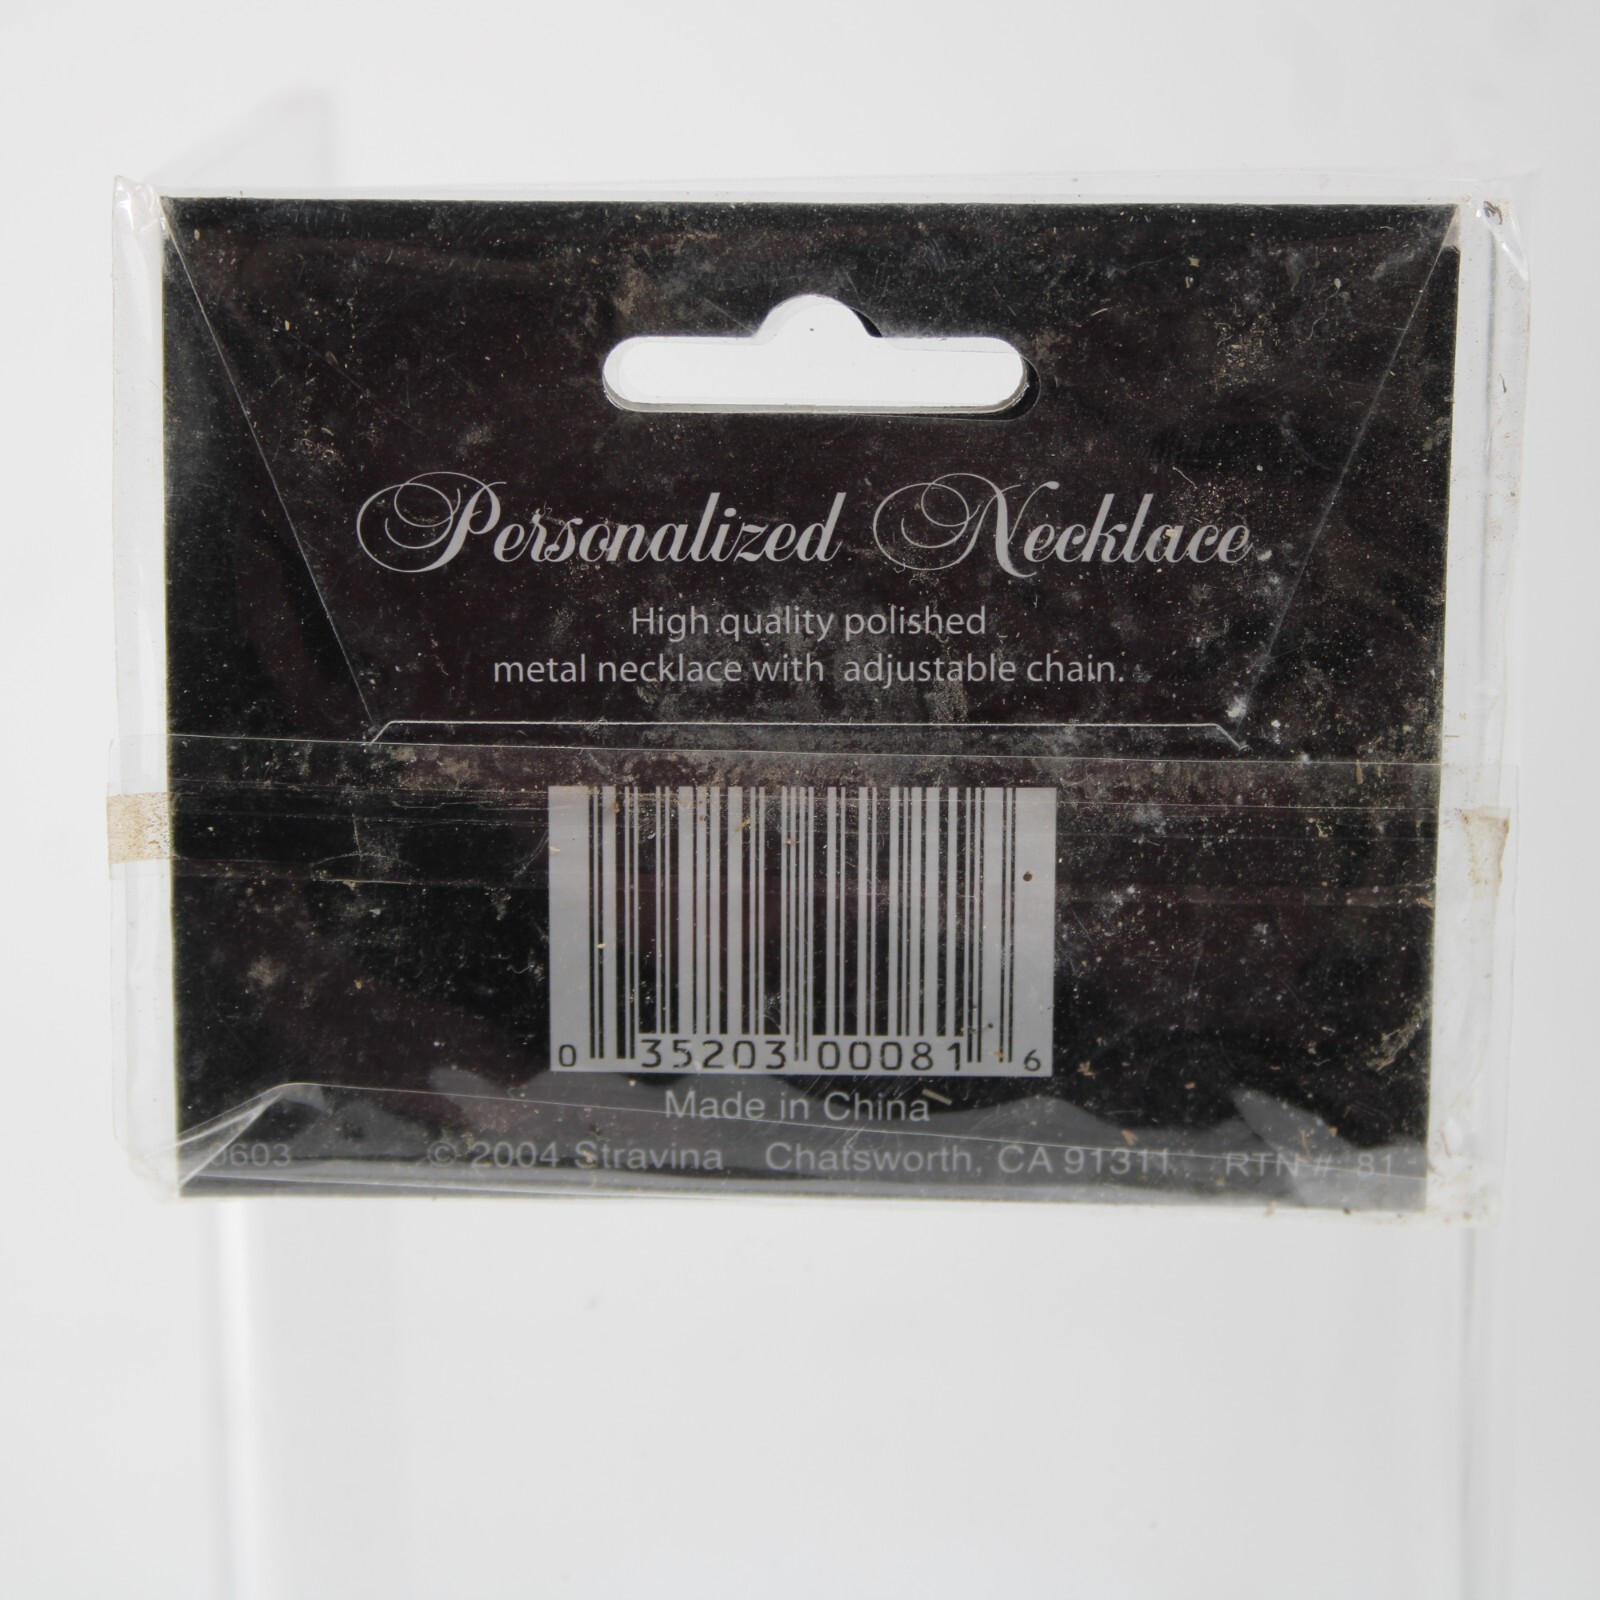 Personalized Necklace
High quality polished
metal necklace with adjustable chain.
0 35203 00081 6
Made in China
0603 © 2004 Stravina Chatsworth, CA 91311 RTN # 81